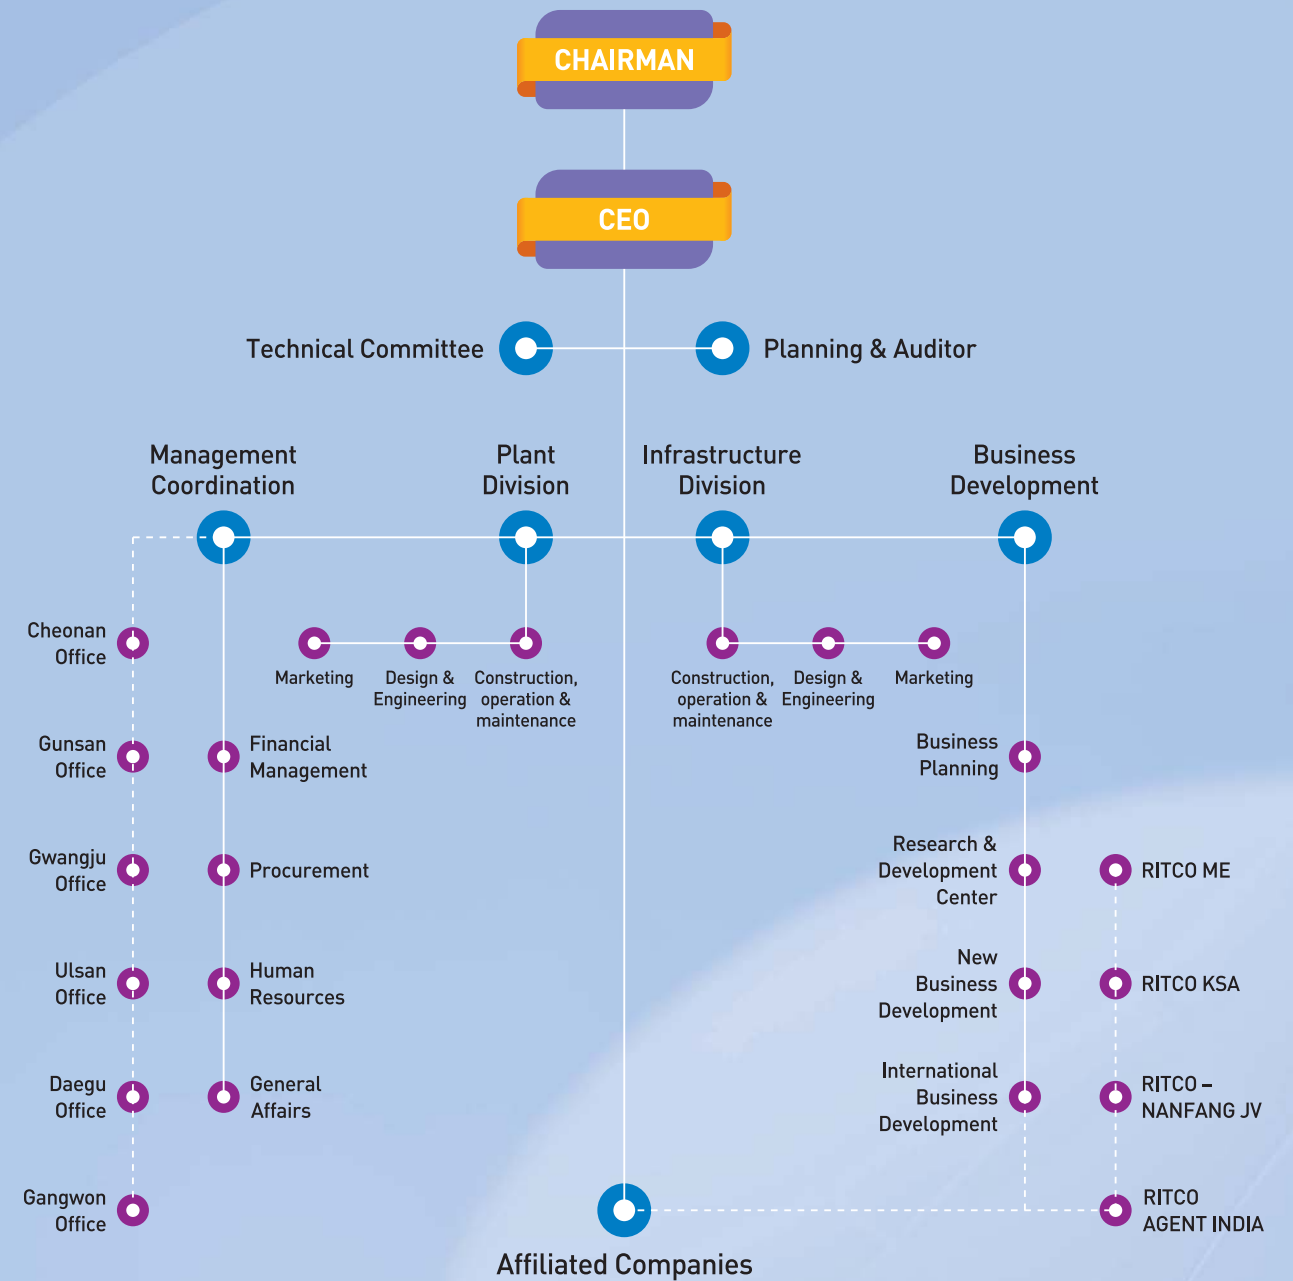 CHAIRMAN
CEO
Technical Committee
Planning & Auditor
Management
Coordination
Plant
Division
Infrastructure
Division
Business
Development
Cheonan
Office
Gunsan
Office
Gwangju
Office
Ulsan
Office
Daegu
Office
Gangwon
Office
Financial
Management
Procurement
Human
Resources
General
Affairs
Marketing
Design &
Engineering
Construction,
operation &
maintenance
Construction,
operation &
maintenance
Design &
Engineering
Marketing
Business
Planning
Research &
Development
Center
New
Business
Development
International
Business
Development
RITCO ME
RITCO KSA
RITCO –
NANFANG JV
RITCO
AGENT INDIA
Affiliated Companies